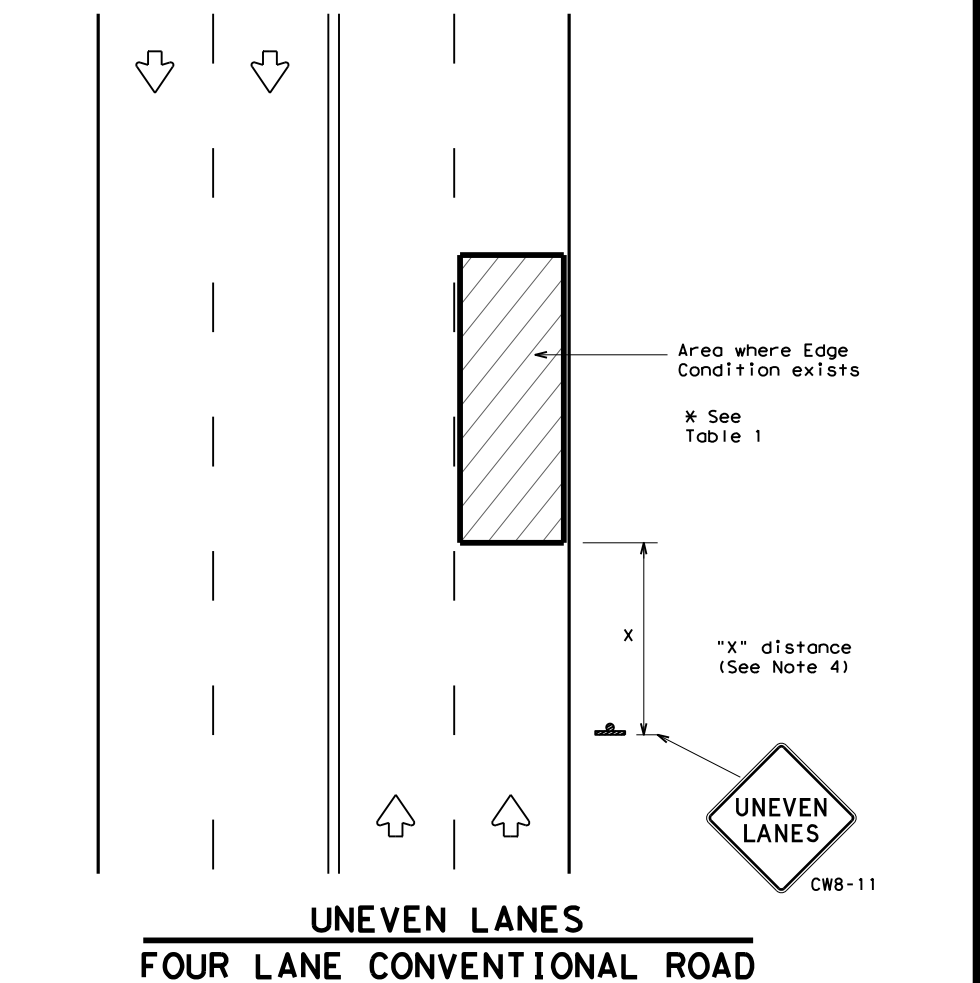 Area where Edge
Condition exists
* See
Table 1
X
"X" distance
(See Note 4)
UNEVEN
LANES
CW8-11
UNEVEN LANES
FOUR LANE CONVENTIONAL ROAD